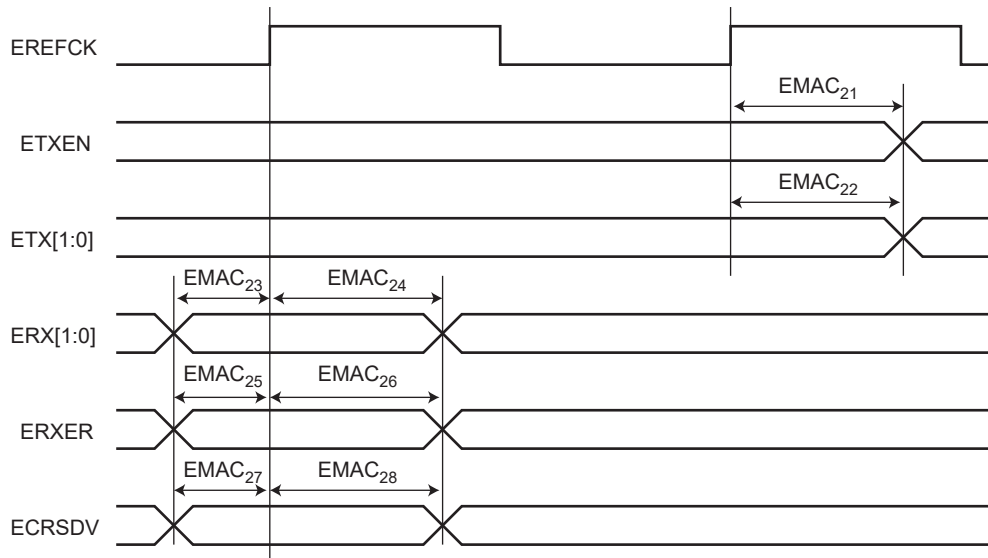 EREFCK
EMAC21
ETXEN
EMAC22
ETX[1:0]
EMAC23 EMAC24
ERX[1:0]
EMAC25 EMAC26
ERXER
EMAC27 EMAC28
ECRSDV